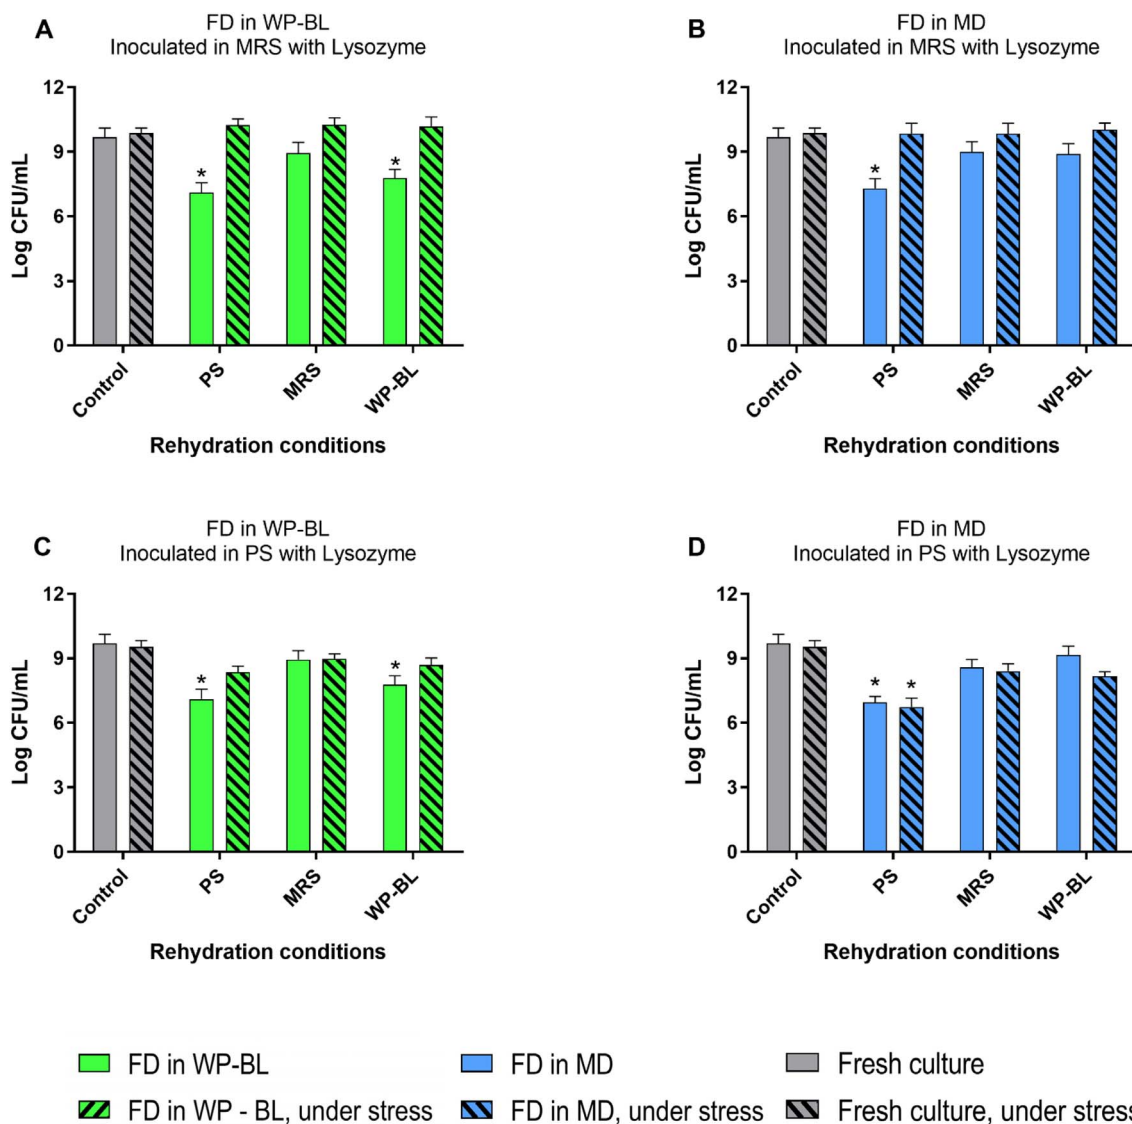 A
FD in WP-BL
Inoculated in MRS with Lysozyme
Log CFU/mL
12
9
6
3
0
*
*
Control
PS
MRS
WP-BL
Rehydration conditions
B
FD in MD
Inoculated in MRS with Lysozyme
Log CFU/mL
12
9
6
3
0
*
Control
PS
MRS
WP-BL
Rehydration conditions
C
FD in WP-BL
Inoculated in PS with Lysozyme
Log CFU/mL
12
9
6
3
0
*
*
Control
PS
MRS
WP-BL
Rehydration conditions
D
FD in MD
Inoculated in PS with Lysozyme
Log CFU/mL
12
9
6
3
0
*
*
Control
PS
MRS
WP-BL
Rehydration conditions
FD in WP-BL
FD in MD
Fresh culture
FD in WP - BL, under stress
FD in MD, under stress
Fresh culture, under stress